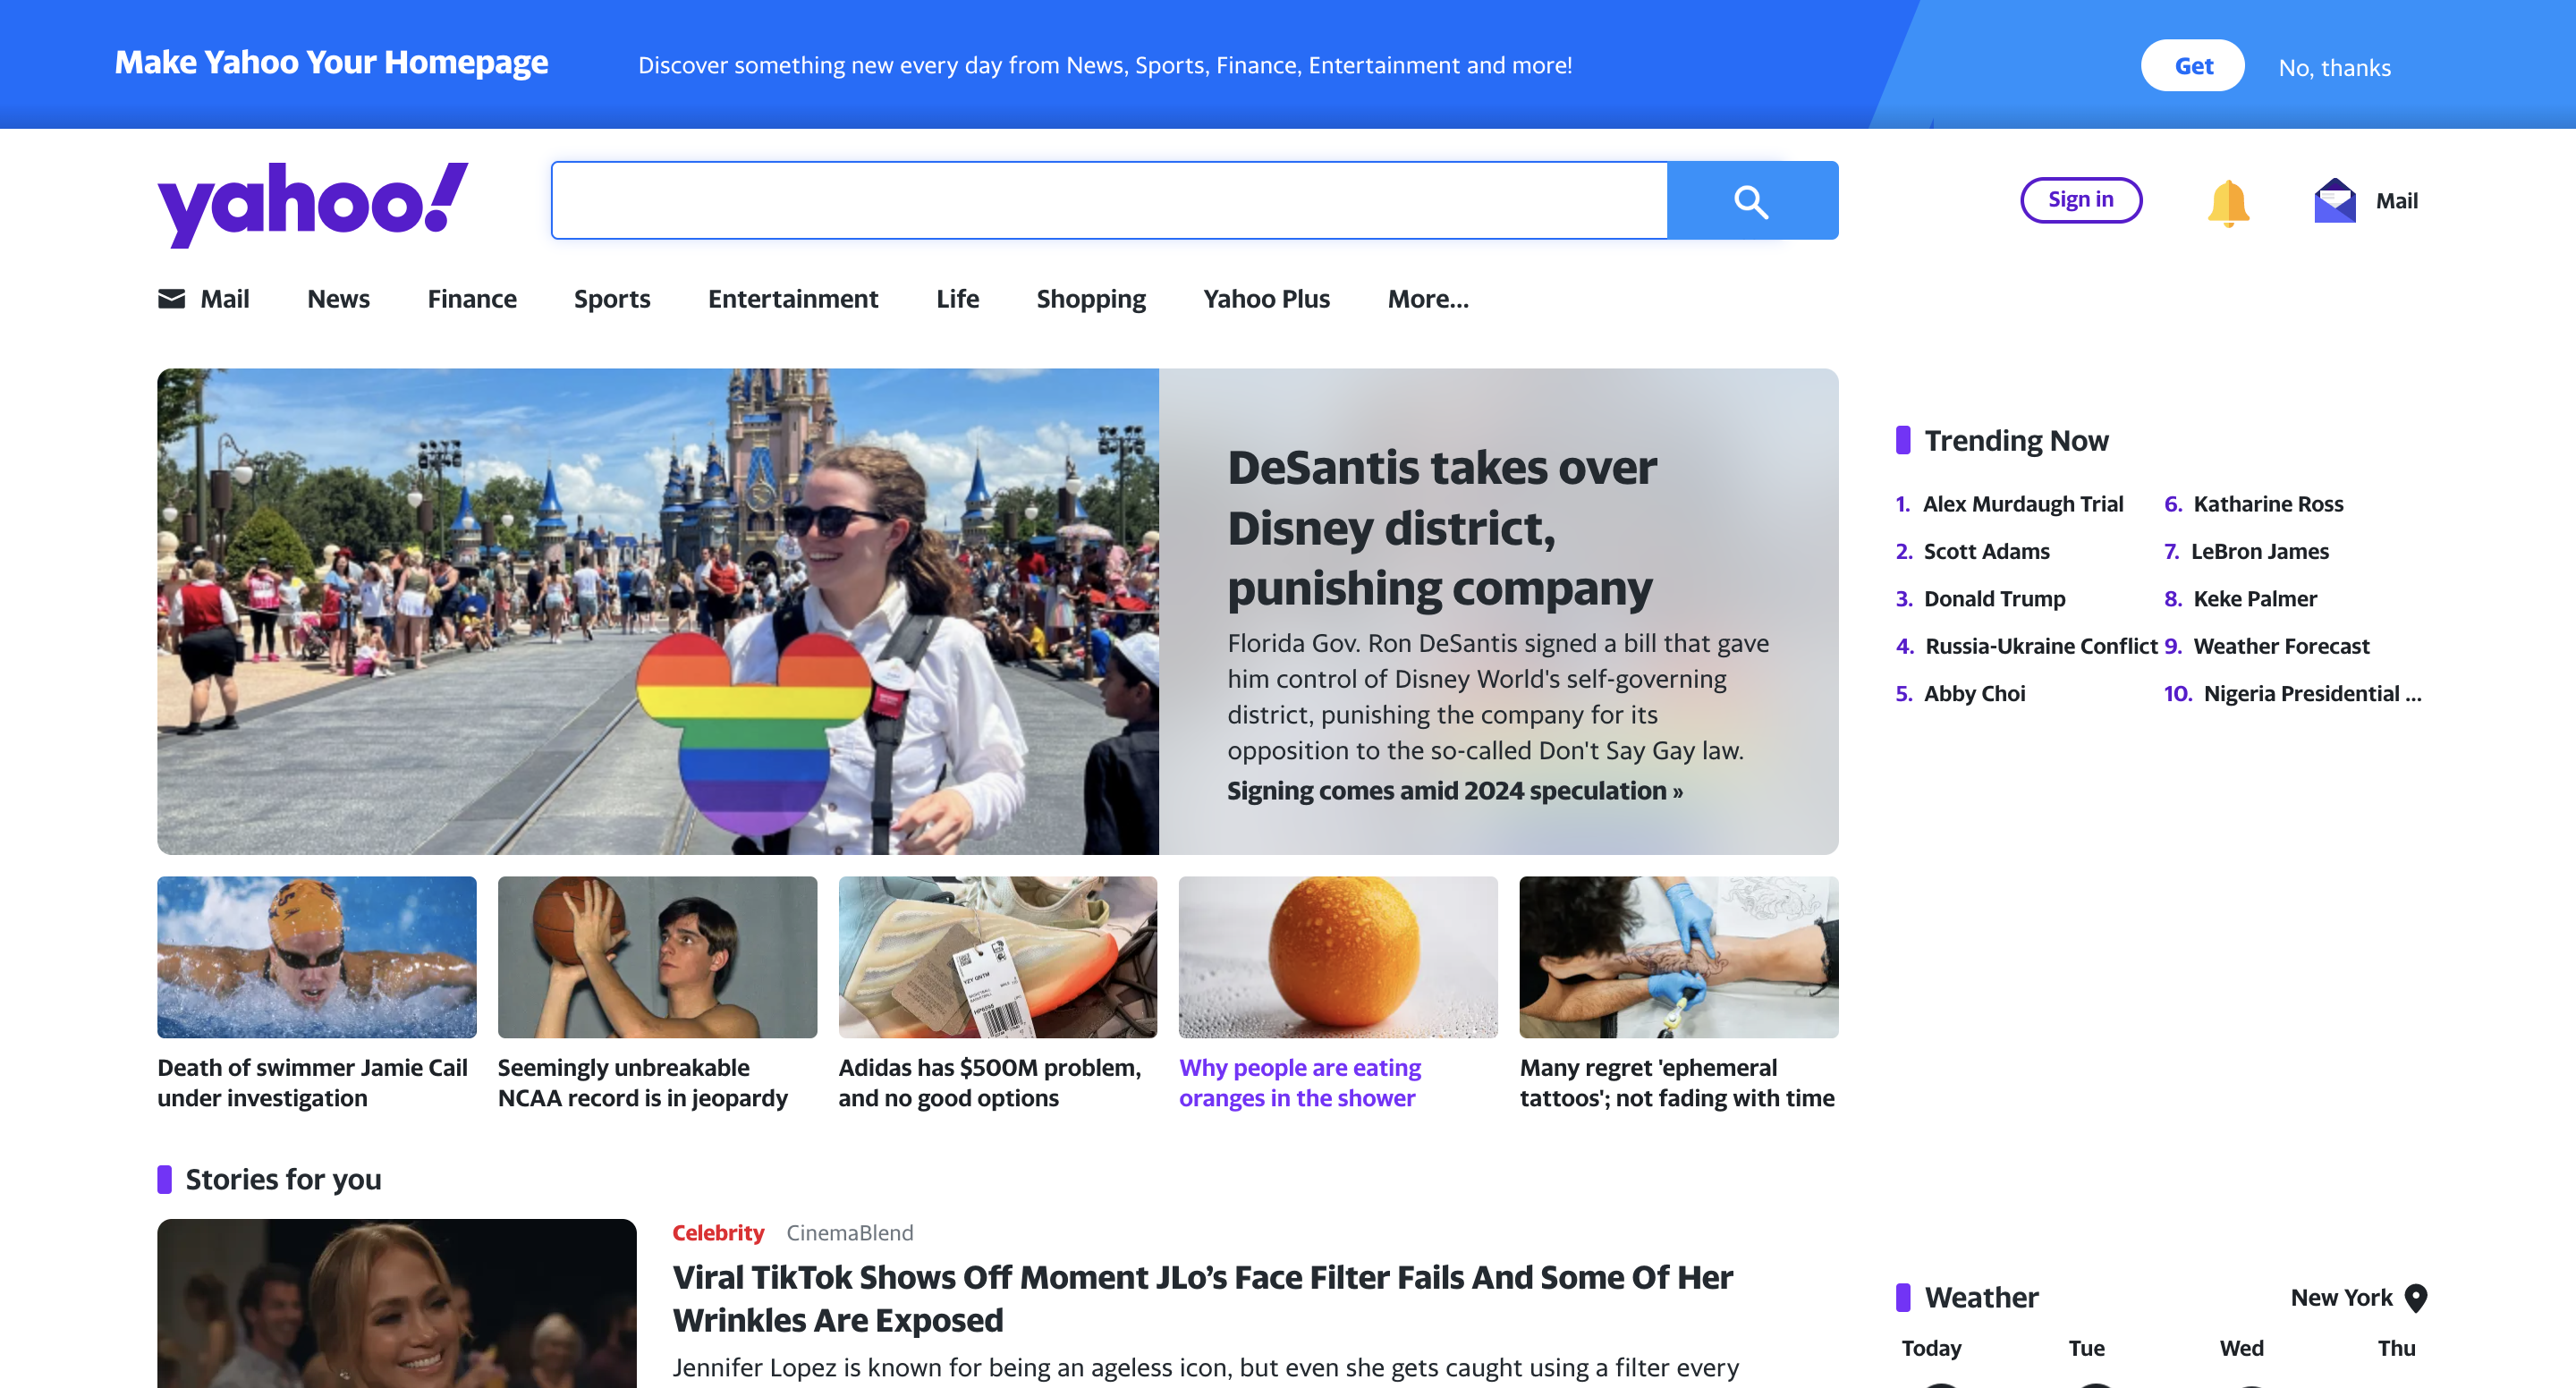 Make Yahoo Your Homepage
Discover something new every day from News, Sports, Finance, Entertainment and more!
Get
No, thanks
yahoo!
Sign in
Mail
Mail
News
Finance
Sports
Entertainment
Life
Shopping
Yahoo Plus
More...
DeSantis takes over
Disney district,
punishing company
Florida Gov. Ron DeSantis signed a bill that gave
him control of Disney World's self-governing
district, punishing the company for its
opposition to the so-called Don't Say Gay law.
Signing comes amid 2024 speculation »
Trending Now
1. Alex Murdaugh Trial
2. Scott Adams
3. Donald Trump
4. Russia-Ukraine Conflict
5. Abby Choi
6. Katharine Ross
7. LeBron James
8. Keke Palmer
9. Weather Forecast
10. Nigeria Presidential ...
Death of swimmer Jamie Cail
under investigation
Seemingly unbreakable
NCAA record is in jeopardy
YZY QNTM
Adidas has $500M problem,
and no good options
Why people are eating
oranges in the shower
Many regret 'ephemeral
tattoos'; not fading with time
Stories for you
Celebrity CinemaBlend
Viral TikTok Shows Off Moment JLo’s Face Filter Fails And Some Of Her
Wrinkles Are Exposed
Jennifer Lopez is known for being an ageless icon, but even she gets caught using a filter every
Weather
New York
Today
Tue
Wed
Thu